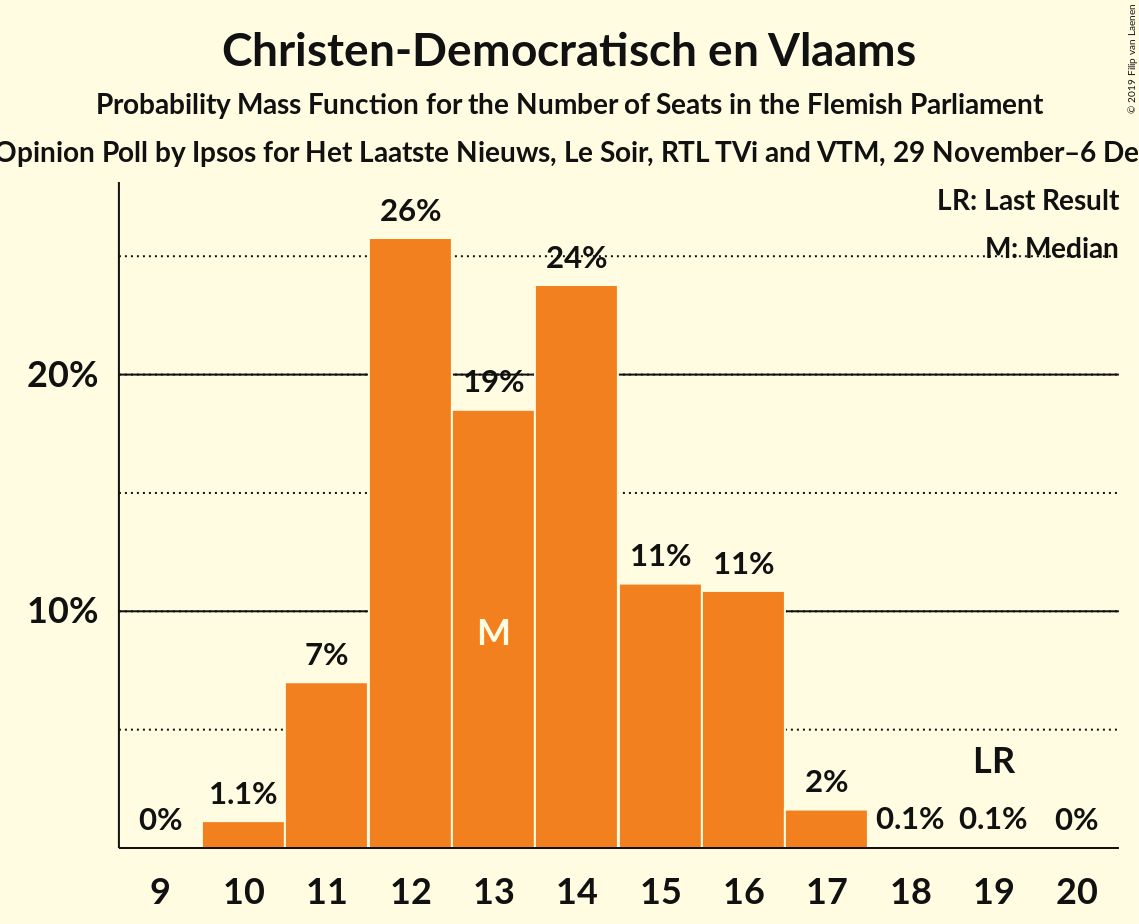 Christen-Democratisch en Vlaams
Probability Mass Function for the Number of Seats in the Flemish Parliament
Opinion Poll by Ipsos for Het Laatste Nieuws, Le Soir, RTL TVi and VTM, 29 November–6 De
© 2019 Filip van Laenen
LR: Last Result
M: Median
26%
24%
20%
19%
11%
11%
10%
M
7%
LR
2%
1.1%
0%
0.1%
0.1%
0%
9 10 11 12 13 14 15 16 17 18 19 20